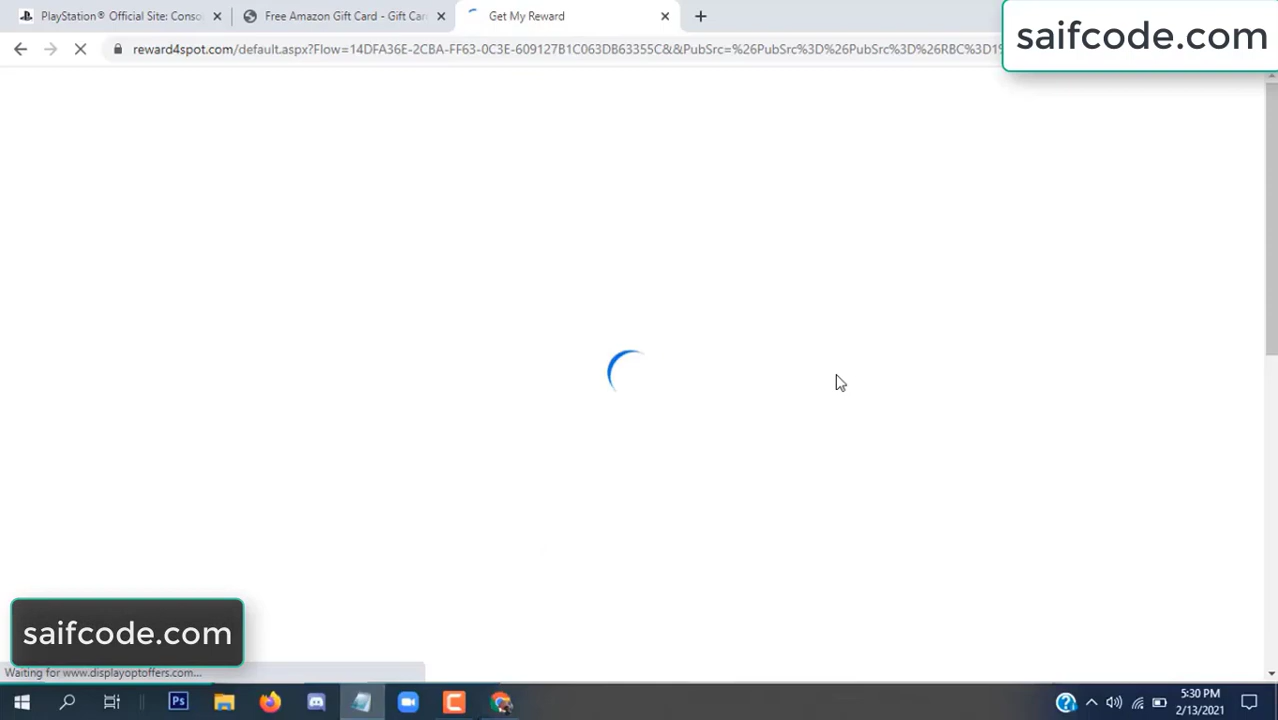 PlayStation® Official Site: Conso
Free Amazon Gift Card - Gift Car
Get My Reward
saifcode.com
reward4spot.com/default.aspx?Flow=14DFA36E-2CBA-FF63-0C3E-609127B1C063DB63355C&&PubSrc=%26PubSrc%3D%26PubSrc%3D%26RBC%3D1%
saifcode.com
Waiting for www.displayoptoffers.com...
Ps
5:30 PM
2/13/2021